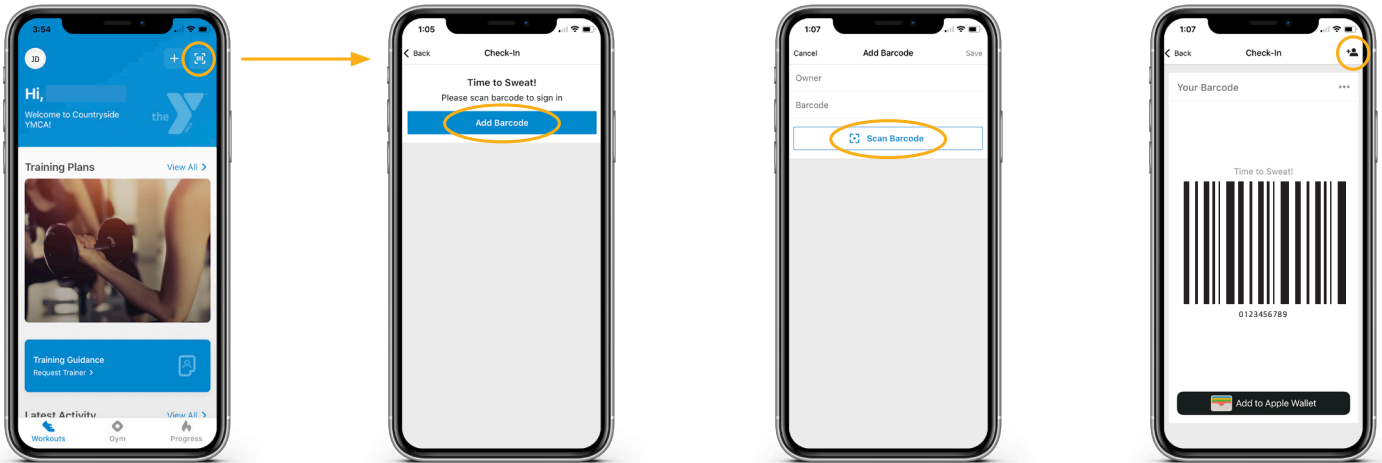 3:54
JD
Hi,
Welcome to Countryside
YMCA!
the
Training Plans
View All >
Training Guidance
Request Trainer >
Latest Activity
View All >
Workouts
Gym
Progress
1:05
< Back
Check-In
Time to Sweat!
Please scan barcode to sign in
Add Barcode
1:07
Cancel
Add Barcode
Save
Owner
Barcode
Scan Barcode
1:07
< Back
Check-In
Your Barcode
Time to Sweat!
0123456789
Add to Apple Wallet